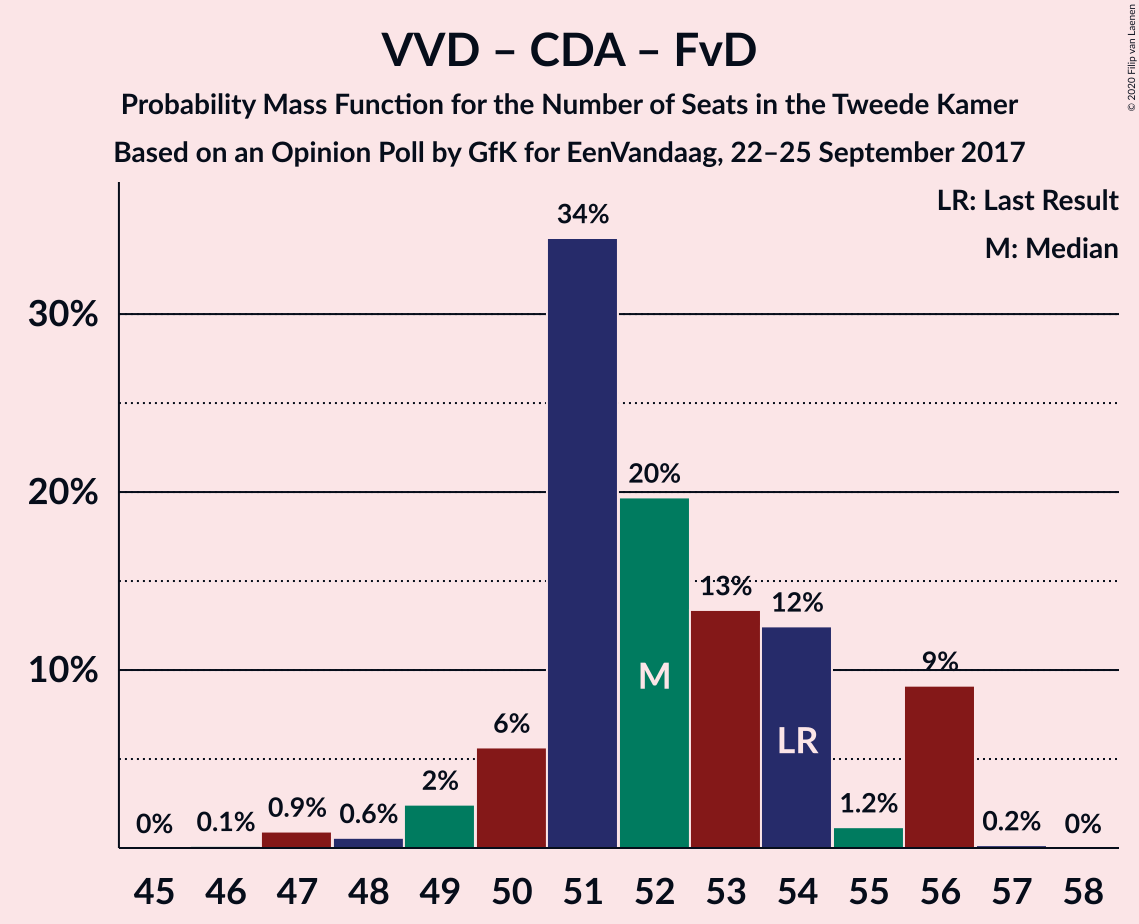 VVD – CDA – FvD
Probability Mass Function for the Number of Seats in the Tweede Kamer
Based on an Opinion Poll by GfK for EenVandaag, 22–25 September 2017
© 2020 Filip van Laenen
LR: Last Result
M: Median
34%
30%
20%
20%
13%
12%
10%
9%
M
LR
6%
2%
1.2%
0.9%
0.6%
0.1%
0.2%
0%
0%
45 46 47 48 49 50 51 52 53 54 55 56 57 58